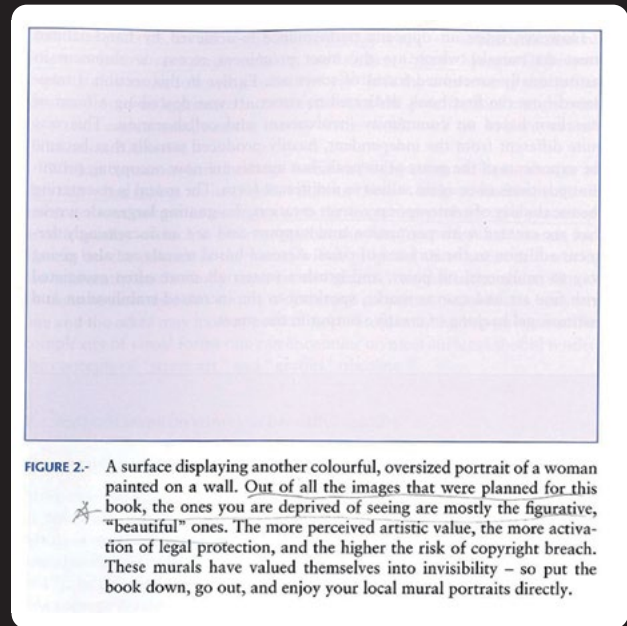 FIGURE 2.- A surface displaying another colourful, oversized portrait of a woman
painted on a wall. Out of all the images that were planned for this
book, the ones you are deprived of seeing are mostly the figurative,
“beautiful” ones. The more perceived artistic value, the more activa-
tion of legal protection, and the higher the risk of copyright breach.
These murals have valued themselves into invisibility – so put the
book down, go out, and enjoy your local mural portraits directly.